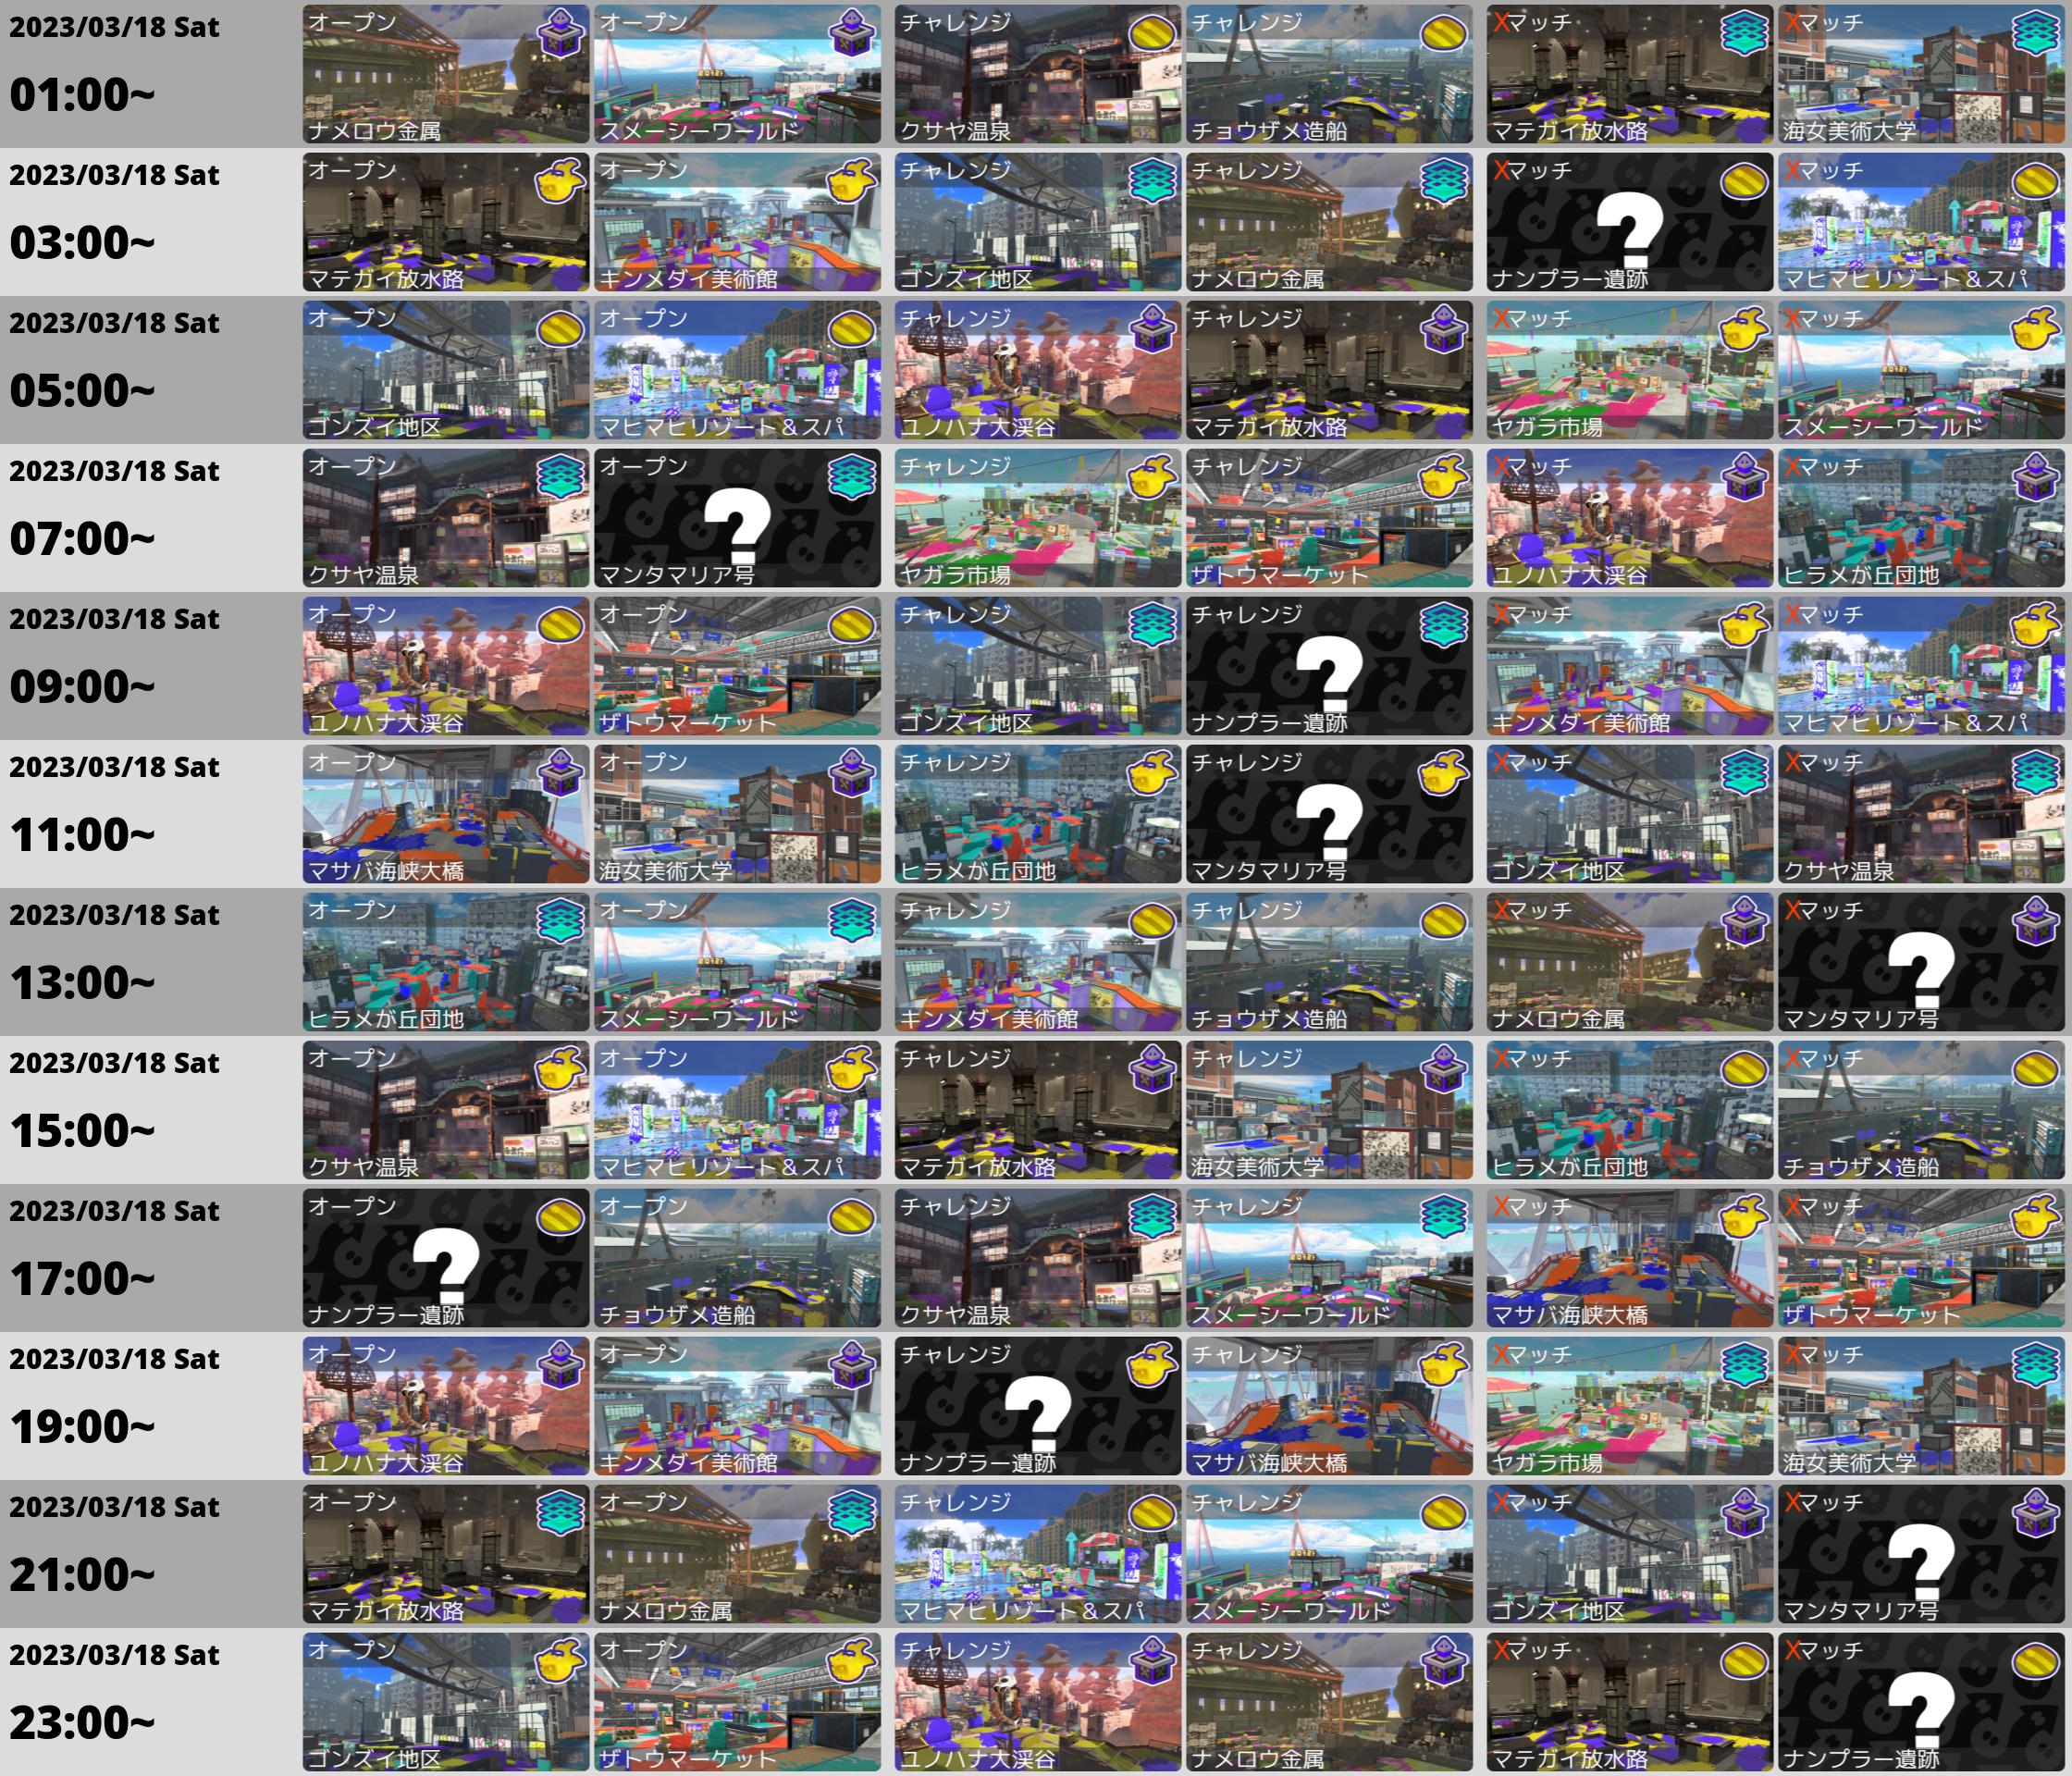 2023/03/18 Sat
01:00~
オープン オープン チャレンジ チャレンジ Xマッチ Xマッチ
ナメロウ金属 スメーシーワールド クサヤ温泉 チョウザメ造船 マテガイ放水路 海女美術大学
2023/03/18 Sat
03:00~
オープン オープン チャレンジ チャレンジ Xマッチ Xマッチ
マテガイ放水路 キンメダイ美術館 ゴンズイ地区 ナメロウ金属 ナンプラー遺跡 マヒマヒリゾート&スパ
2023/03/18 Sat
05:00~
オープン オープン チャレンジ チャレンジ Xマッチ Xマッチ
ゴンズイ地区 マヒマヒリゾート&スパ ユノハナ大渓谷 マテガイ放水路 ヤガラ市場 スメーシーワールド
2023/03/18 Sat
07:00~
オープン オープン チャレンジ チャレンジ Xマッチ Xマッチ
クサヤ温泉 マンタマリア号 ヤガラ市場 ザトウマーケット ユノハナ大渓谷 ヒラメが丘団地
2023/03/18 Sat
09:00~
オープン オープン チャレンジ チャレンジ Xマッチ Xマッチ
ユノハナ大渓谷 ザトウマーケット ゴンズイ地区 ナンプラー遺跡 キンメダイ美術館 マヒマヒリゾート&スパ
2023/03/18 Sat
11:00~
オープン オープン チャレンジ チャレンジ Xマッチ Xマッチ
マサバ海峡大橋 海女美術大学 ヒラメが丘団地 マンタマリア号 ゴンズイ地区 クサヤ温泉
2023/03/18 Sat
13:00~
オープン オープン チャレンジ チャレンジ Xマッチ Xマッチ
ヒラメが丘団地 スメーシーワールド キンメダイ美術館 チョウザメ造船 ナメロウ金属 マンタマリア号
2023/03/18 Sat
15:00~
オープン オープン チャレンジ チャレンジ Xマッチ Xマッチ
クサヤ温泉 マヒマヒリゾート&スパ マテガイ放水路 海女美術大学 ヒラメが丘団地 チョウザメ造船
2023/03/18 Sat
17:00~
オープン オープン チャレンジ チャレンジ Xマッチ Xマッチ
ナンプラー遺跡 チョウザメ造船 クサヤ温泉 スメーシーワールド マサバ海峡大橋 ザトウマーケット
2023/03/18 Sat
19:00~
オープン オープン チャレンジ チャレンジ Xマッチ Xマッチ
ユノハナ大渓谷 キンメダイ美術館 ナンプラー遺跡 マサバ海峡大橋 ヤガラ市場 海女美術大学
2023/03/18 Sat
21:00~
オープン オープン チャレンジ チャレンジ Xマッチ Xマッチ
マテガイ放水路 ナメロウ金属 マヒマヒリゾート&スパ スメーシーワールド ゴンズイ地区 マンタマリア号
2023/03/18 Sat
23:00~
オープン オープン チャレンジ チャレンジ Xマッチ Xマッチ
ゴンズイ地区 ザトウマーケット ユノハナ大渓谷 ナメロウ金属 マテガイ放水路 ナンプラー遺跡